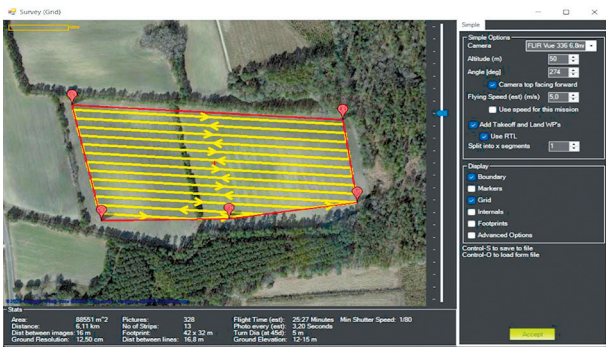 Survey (Grid)
Simple
Simple Options
Camera FLIR Vue 336 6,8mm
Altitude (m) 50
Angle [deg] 274
Camera top facing forward
Flying Speed (est) (m/s) 5,0
Use speed for this mission
Add Takeoff and Land WP's
Use RTL
Split into x segments 1
Display
Boundary
Markers
Grid
Internals
Footprints
Advanced Options
Control-S to save to file
Control-O to load form file
Accept
Stats
Area: 88551 m^2 Pictures: 328 Flight Time (est): 25:27 Minutes Min Shutter Speed: 1/80
Distance: 6,11 km No of Strips: 13 Photo every (est): 3,20 Seconds
Dist between images: 16 m Footprint: 42 x 32 m Turn Dia (at 45d): 5 m
Ground Resolution: 12,50 cm Dist between lines: 16,8 m Ground Elevation: 12-15 m